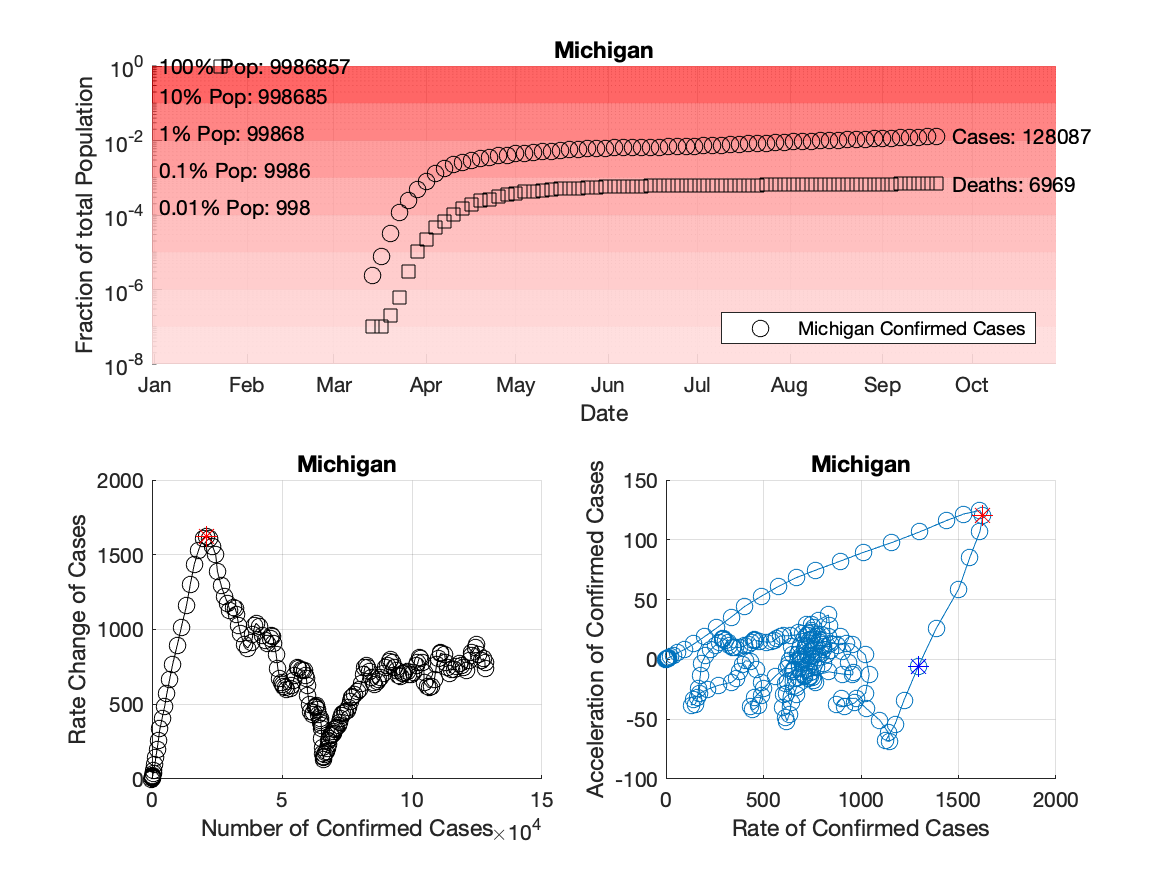 Michigan
Fraction of total Population
10^0
10^-2
10^-4
10^-6
10^-8
100% Pop: 9986857
10% Pop: 998685
1% Pop: 99868
0.1% Pop: 9986
0.01% Pop: 998
Cases: 128087
Deaths: 6969
Michigan Confirmed Cases
Jan Feb Mar Apr May Jun Jul Aug Sep Oct
Date
Michigan
Rate Change of Cases
2000
1500
1000
500
0
0 5 10 15
Number of Confirmed Cases ×10^4
Michigan
Acceleration of Confirmed Cases
150
100
50
0
-50
-100
0 500 1000 1500 2000
Rate of Confirmed Cases